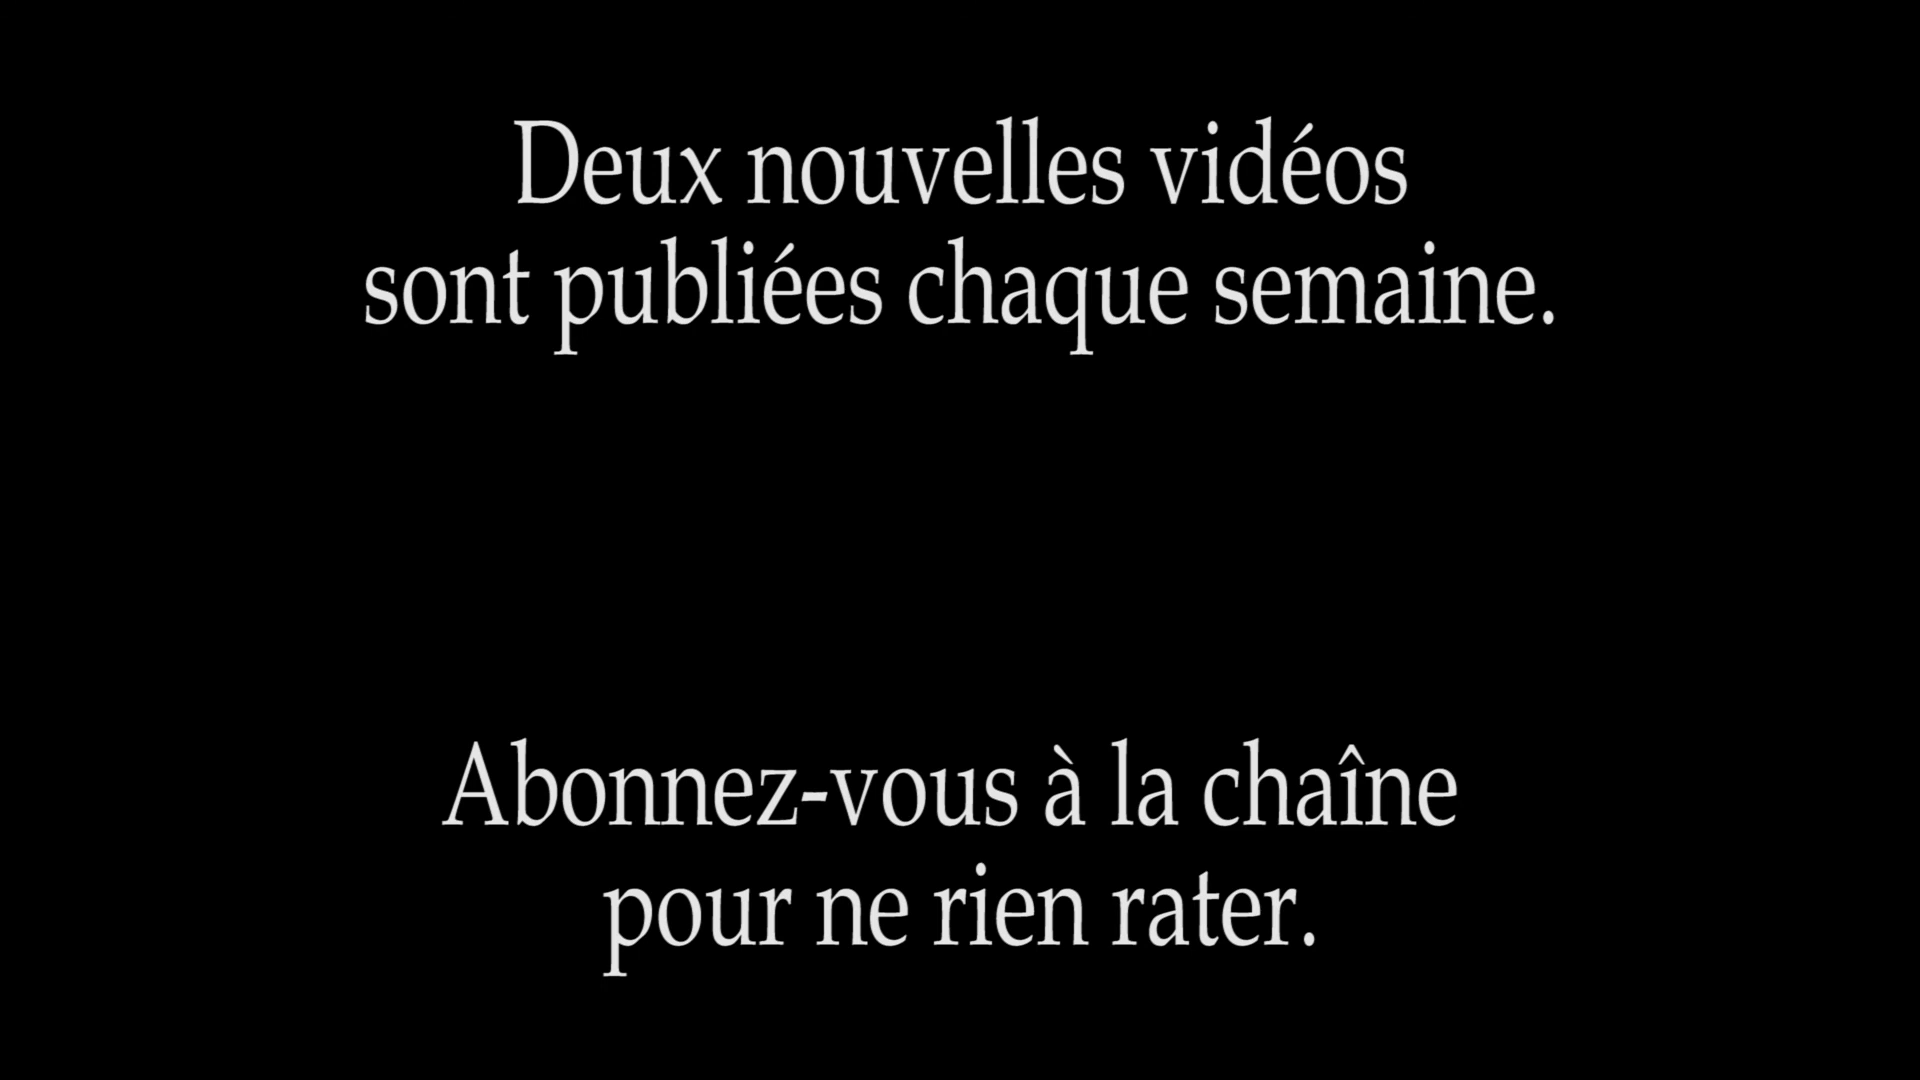 Deux nouvelles vidéos
sont publiées chaque semaine.
Abonnez-vous à la chaîne
pour ne rien rater.